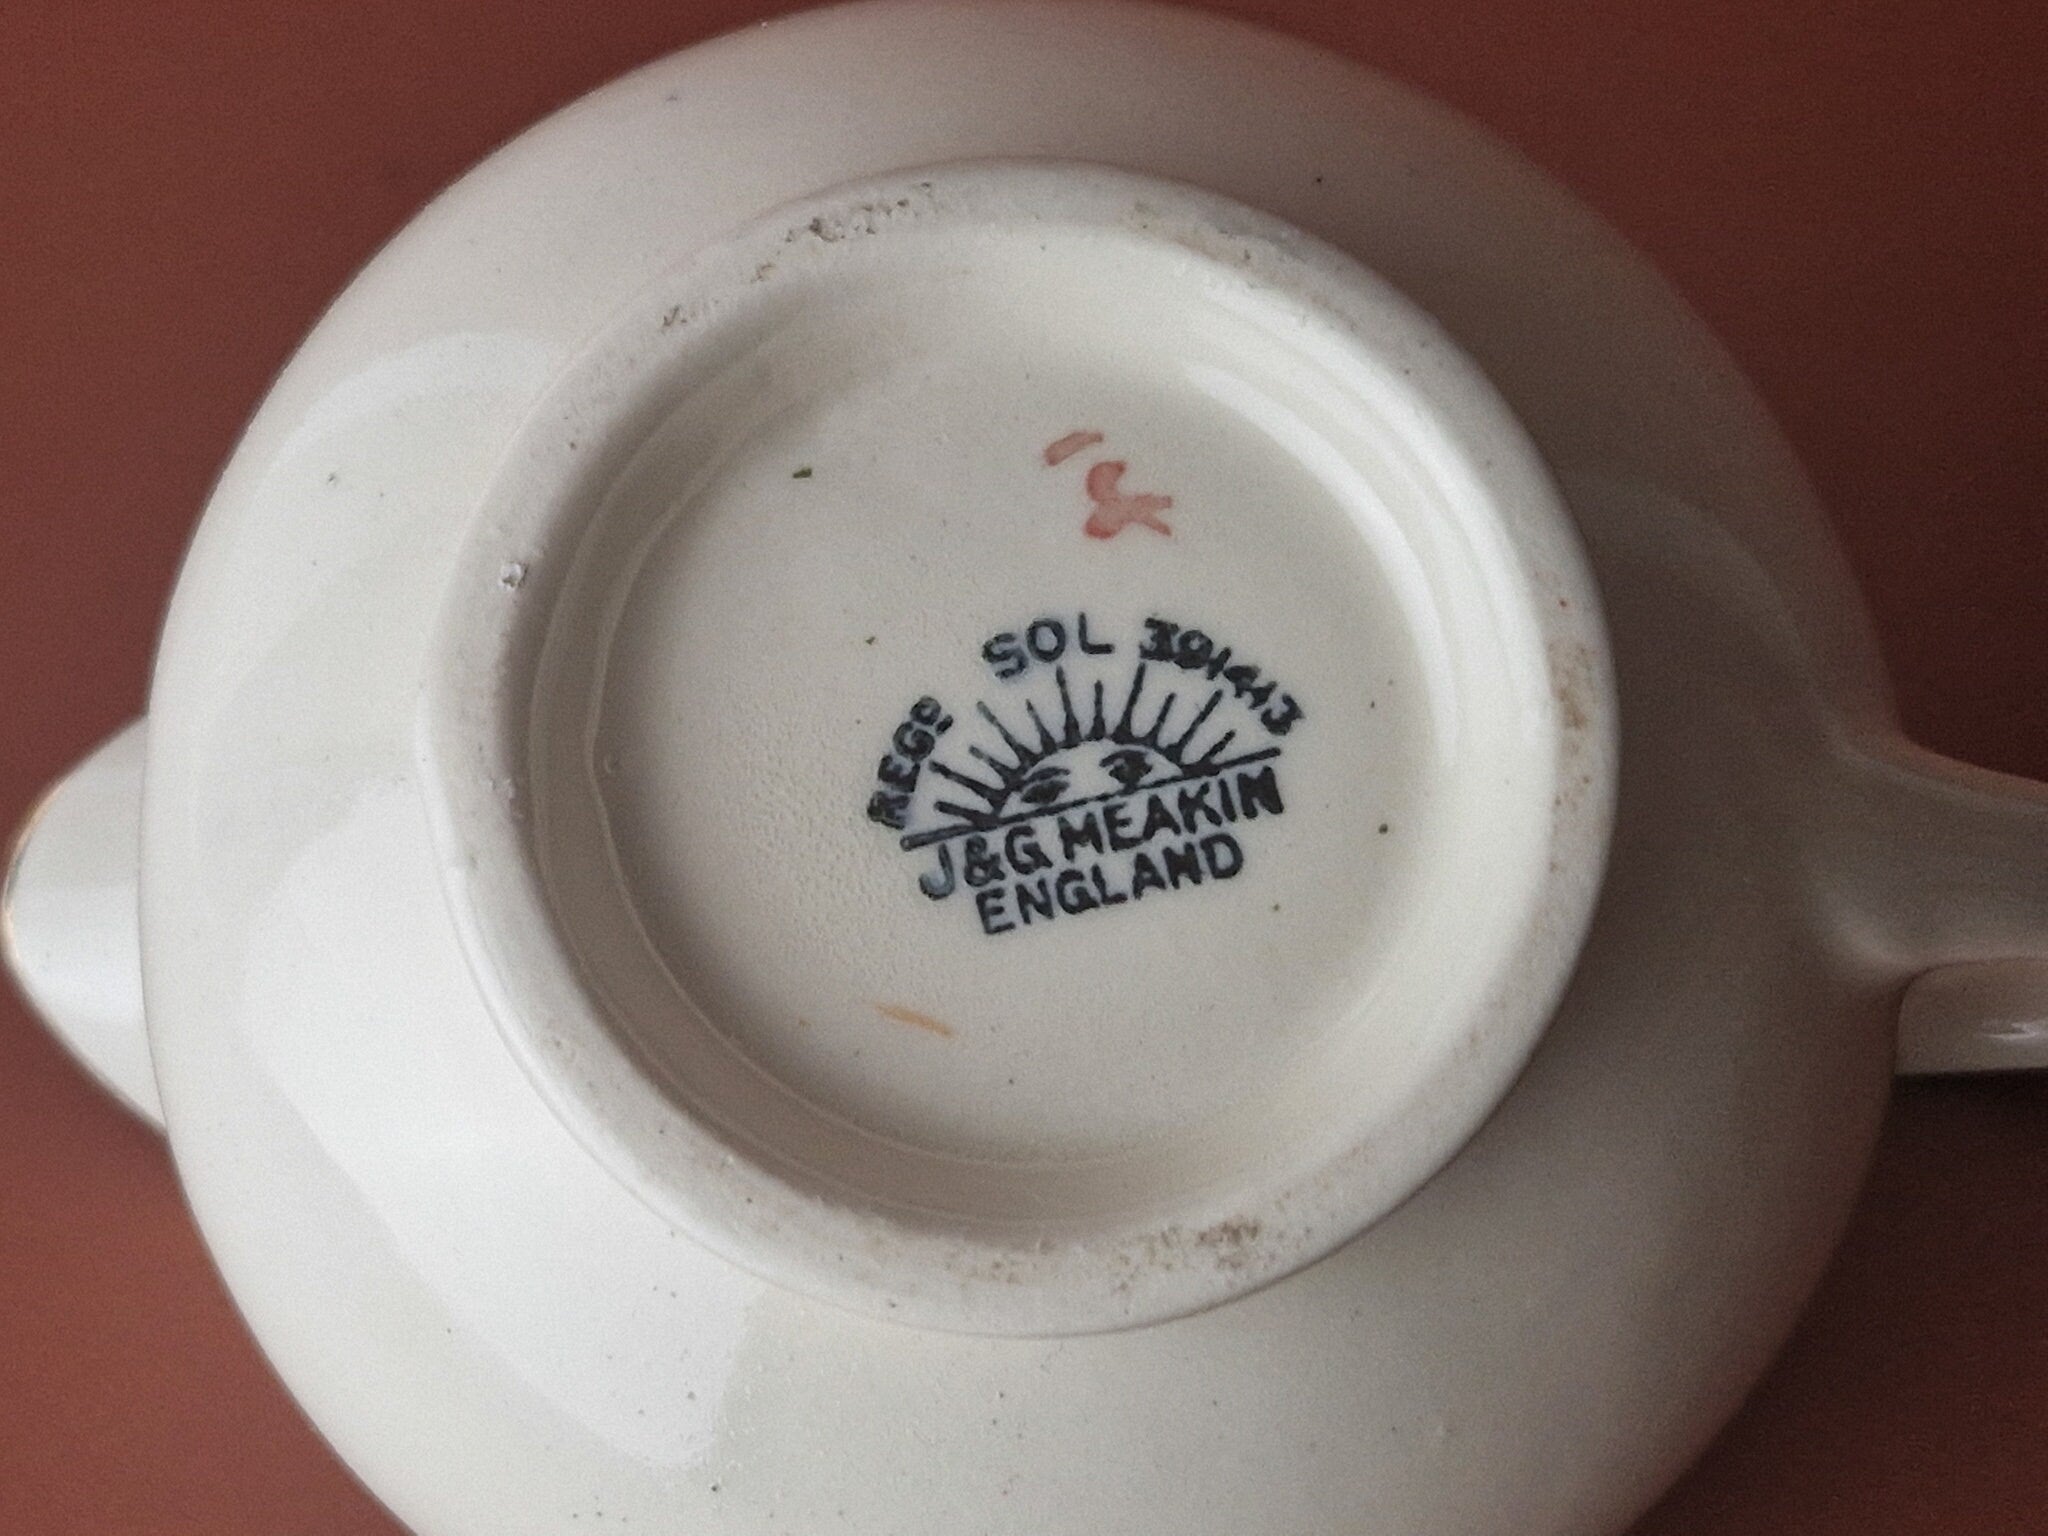 REGD SOL 391413
J&G MEAKIN
ENGLAND